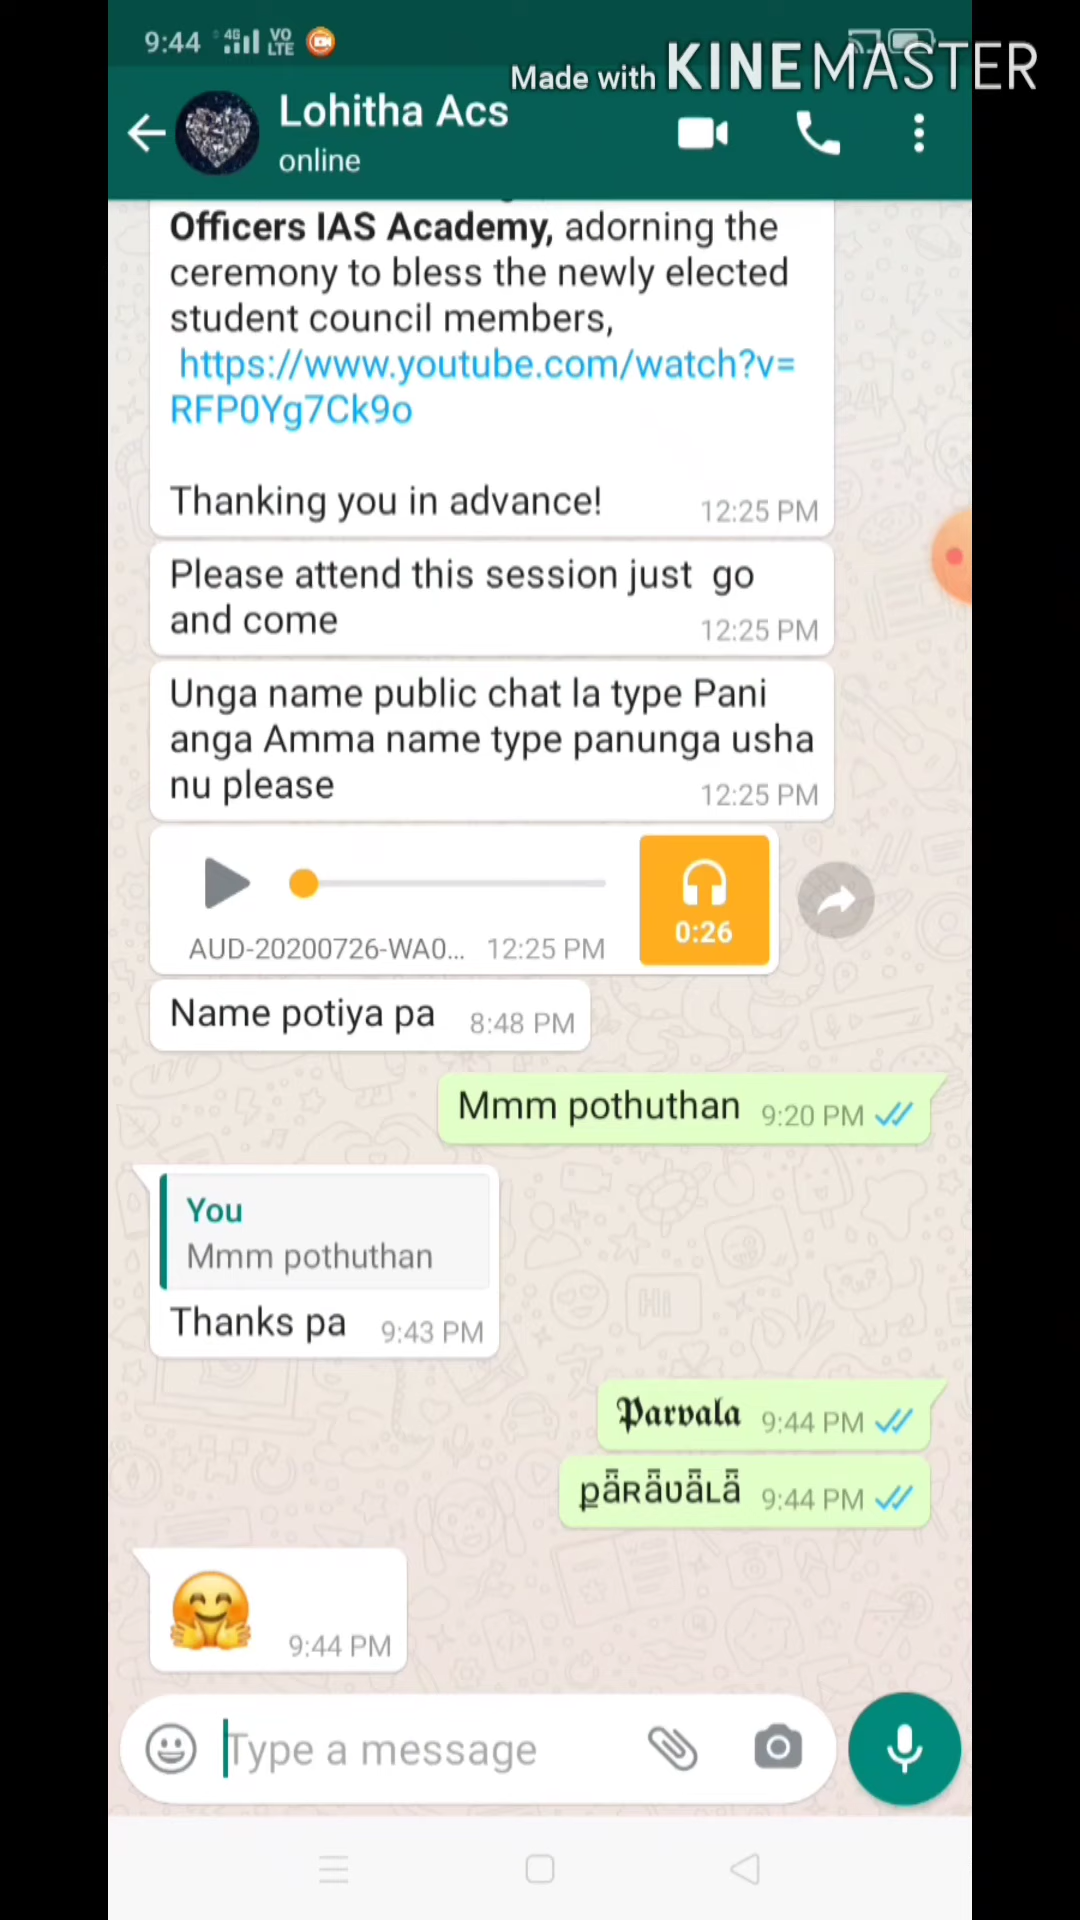 9:44 4G VO LTE
Made with KINEMASTER
Lohitha Acs
online
Officers IAS Academy, adorning the
ceremony to bless the newly elected
student council members,
https://www.youtube.com/watch?v=
RFP0Yg7Ck9o
Thanking you in advance! 12:25 PM
Please attend this session just go
and come 12:25 PM
Unga name public chat la type Pani
anga Amma name type panunga usha
nu please 12:25 PM
0:26
AUD-20200726-WA0... 12:25 PM
Name potiya pa 8:48 PM
Mmm pothuthan 9:20 PM
You
Mmm pothuthan
Thanks pa 9:43 PM
𝕻𝖆𝖗𝖛𝖆𝖑𝖆 9:44 PM
p̲ǟʀǟʋǟʟǟ 9:44 PM
9:44 PM
Type a message